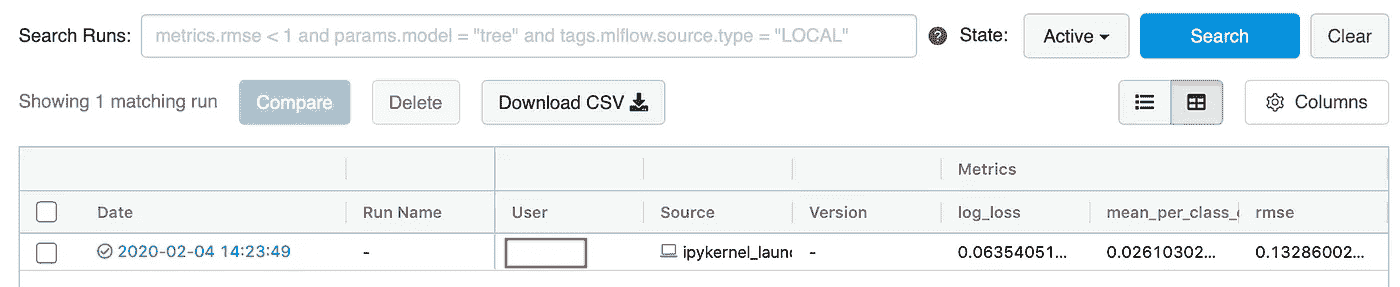 Search Runs: metrics.rmse < 1 and params.model = "tree" and tags.mlflow.source.type = "LOCAL" State: Active Search Clear
Showing 1 matching run Compare Delete Download CSV Columns
Metrics
Date Run Name User Source Version log_loss mean_per_class_ rmse
2020-02-04 14:23:49 - ipykernel_laun - 0.06354051... 0.02610302... 0.13286002...